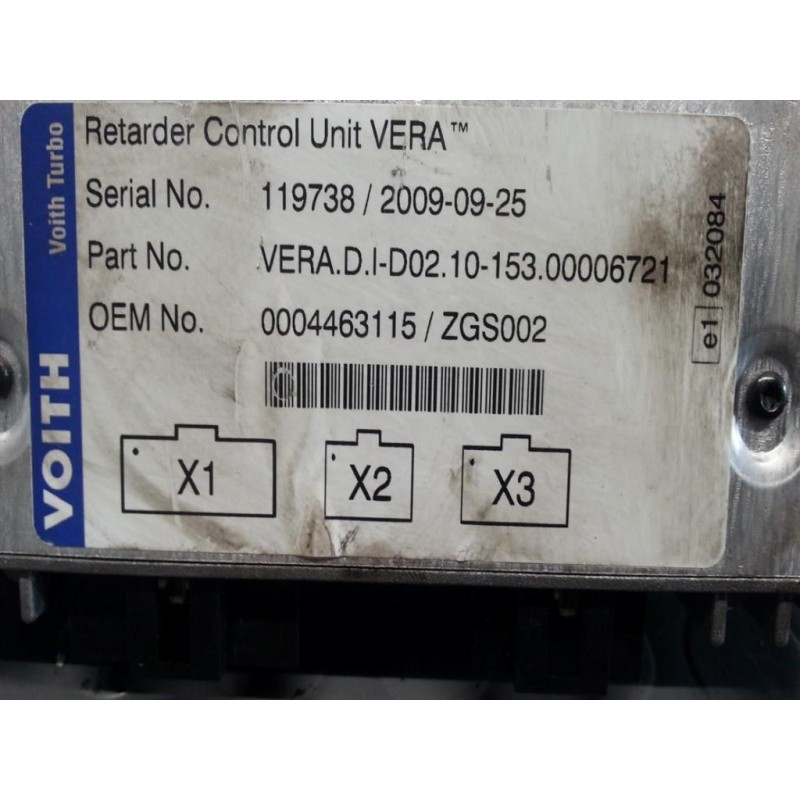 Voith Turbo
VOITH
Retarder Control Unit VERA™
Serial No. 119738 / 2009-09-25
Part No. VERA.D.I-D02.10-153.00006721
OEM No. 0004463115 / ZGS002
X1 X2 X3
e1 032084